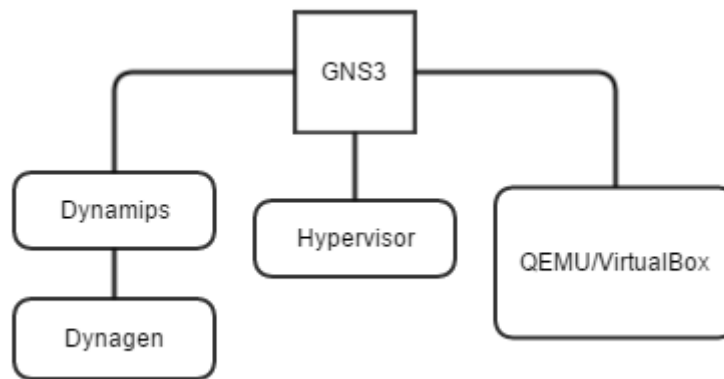 GNS3
Dynamips
Hypervisor
QEMU/VirtualBox
Dynagen